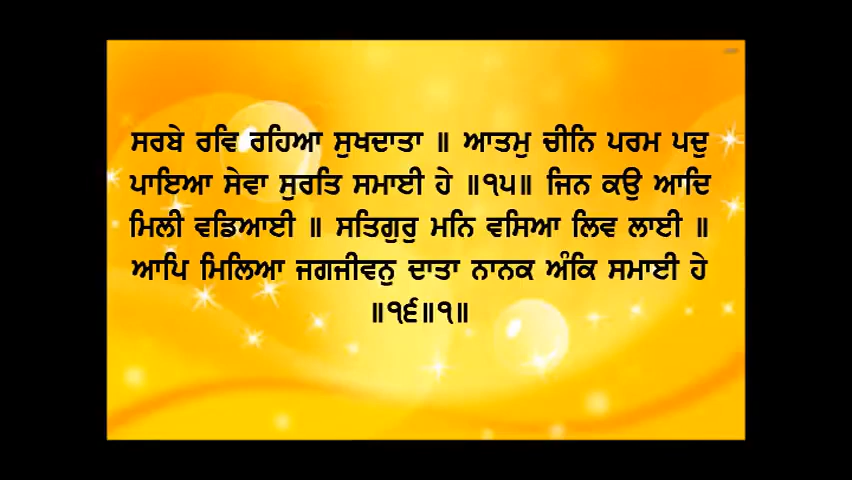 ਸਰਬੇ ਰਵਿ ਰਹਿਆ ਸੁਖਦਾਤਾ ॥ ਆਤਮੁ ਚੀਨਿ ਪਰਮ ਪਦੁ
ਪਾਇਆ ਸੇਵਾ ਸੁਰਤਿ ਸਮਾਈ ਹੇ ॥੧੫॥ ਜਿਨ ਕਉ ਆਦਿ
ਮਿਲੀ ਵਡਿਆਈ ॥ ਸਤਿਗੁਰੁ ਮਨਿ ਵਸਿਆ ਲਿਵ ਲਾਈ ॥
ਆਪਿ ਮਿਲਿਆ ਜਗਜੀਵਨੁ ਦਾਤਾ ਨਾਨਕ ਅੰਕਿ ਸਮਾਈ ਹੇ
॥੧੬॥੧॥